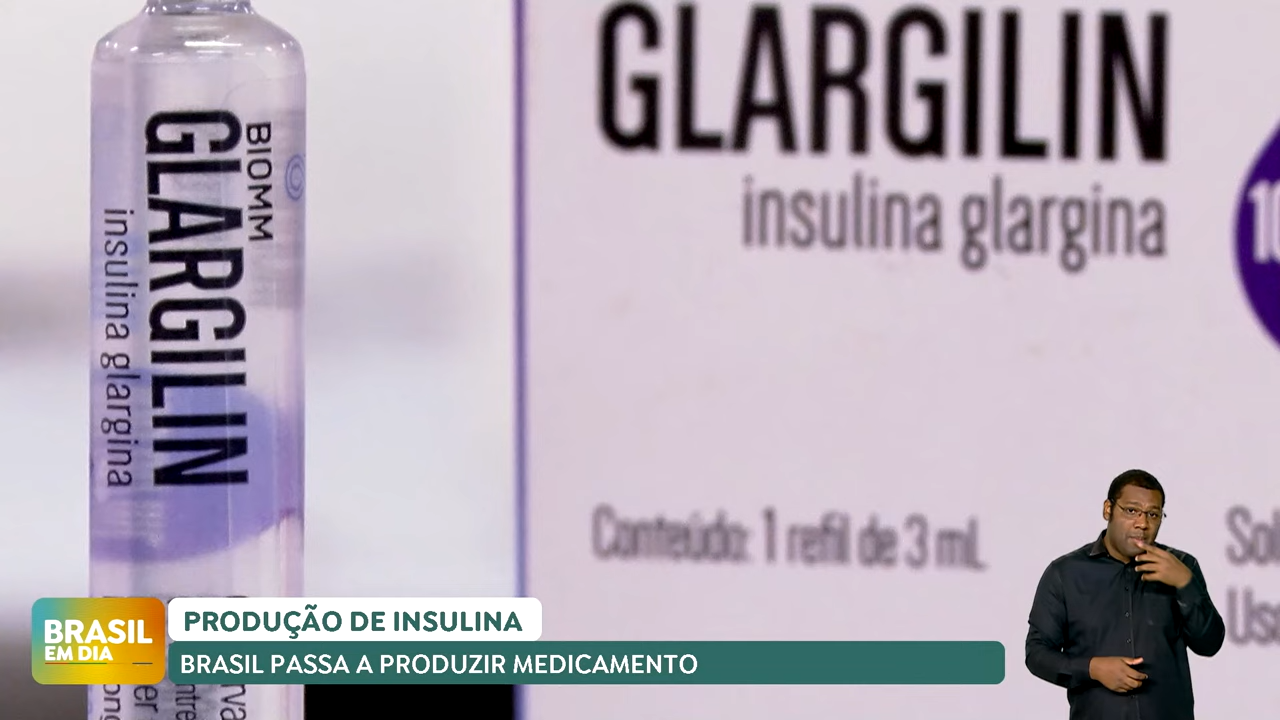 BIOMM
GLARGILIN
insulina glargina
GLARGILIN
insulina glargina
Conteúdo: 1 refil de 3 mL
BRASIL
EM DIA
PRODUÇÃO DE INSULINA
BRASIL PASSA A PRODUZIR MEDICAMENTO